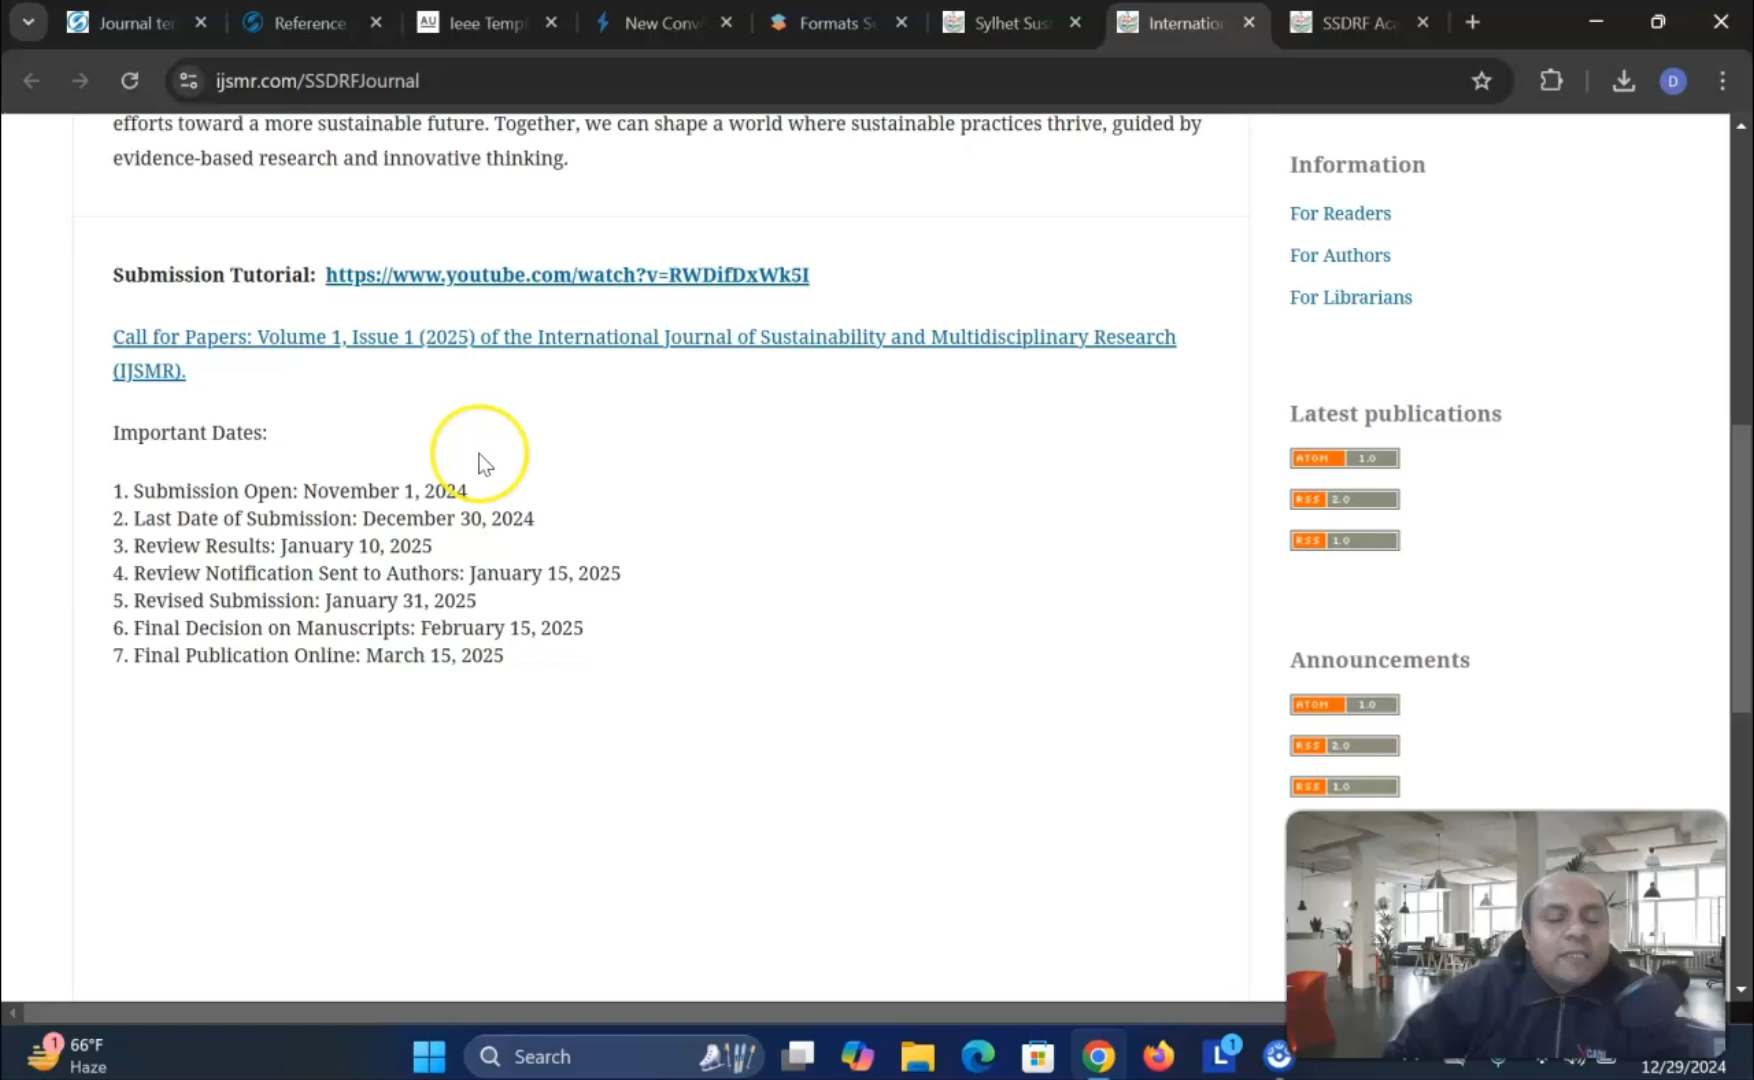 Journal te
Reference
AU
Ieee Temp
New Conv
Formats S
Sylhet Sus
Internatio
SSDRF Ac
ijsmr.com/SSDRFJournal
D
efforts toward a more sustainable future. Together, we can shape a world where sustainable practices thrive, guided by
evidence-based research and innovative thinking.
Submission Tutorial: https://www.youtube.com/watch?v=RWDifDxWk5I
Call for Papers: Volume 1, Issue 1 (2025) of the International Journal of Sustainability and Multidisciplinary Research
(IJSMR).
Important Dates:
1. Submission Open: November 1, 2024
2. Last Date of Submission: December 30, 2024
3. Review Results: January 10, 2025
4. Review Notification Sent to Authors: January 15, 2025
5. Revised Submission: January 31, 2025
6. Final Decision on Manuscripts: February 15, 2025
7. Final Publication Online: March 15, 2025
Information
For Readers
For Authors
For Librarians
Latest publications
ATOM 1.0
RSS 2.0
RSS 1.0
Announcements
ATOM 1.0
RSS 2.0
RSS 1.0
1
66°F
Haze
Search
L
1
12/29/2024